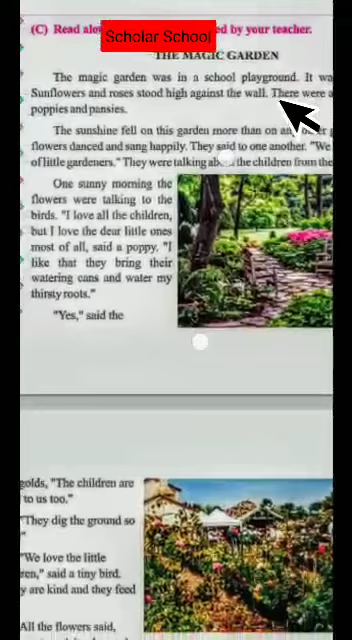 (C) Read
Scholar School
by your teacher.
THE MAGIC GARDEN
The magic garden was in a school playground. It
Sunflowers and roses stood high against the wall. There were
poppies and pansies.
The sunshine fell on this garden more than on
flowers danced and sang happily. They said to one another. "We
of little gardeners." They were talking the children from the
One sunny morning the
flowers were talking to the
birds. "I love all the children,
but I love the dear little ones
most of all, said a poppy. "I
like that they bring their
watering cans and water my
thirsty roots."
"Yes," said the
golds, "The children are
to us too."
"They dig the ground so
"We love the little
ren," said a tiny bird.
y are kind and they feed
All the flowers said,